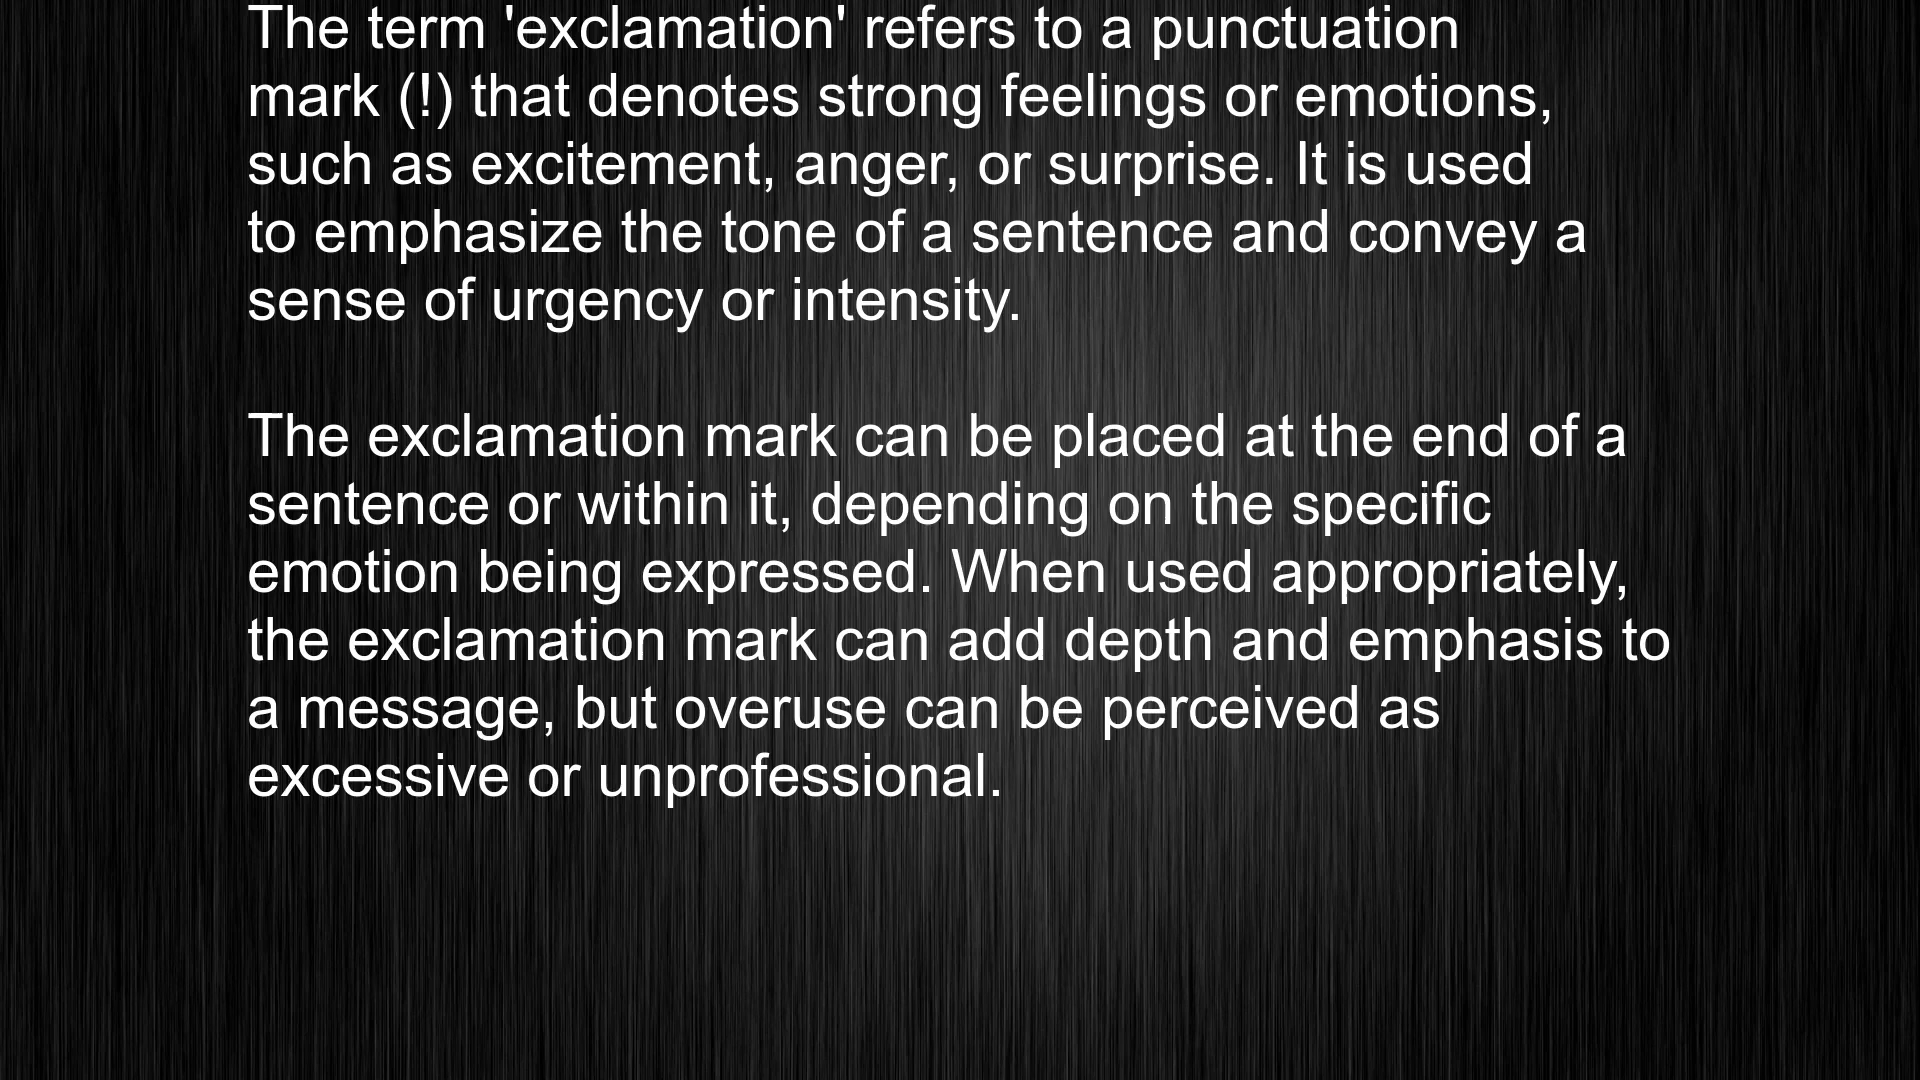 The term 'exclamation' refers to a punctuation
mark (!) that denotes strong feelings or emotions,
such as excitement, anger, or surprise. It is used
to emphasize the tone of a sentence and convey a
sense of urgency or intensity.
The exclamation mark can be placed at the end of a
sentence or within it, depending on the specific
emotion being expressed. When used appropriately,
the exclamation mark can add depth and emphasis to
a message, but overuse can be perceived as
excessive or unprofessional.